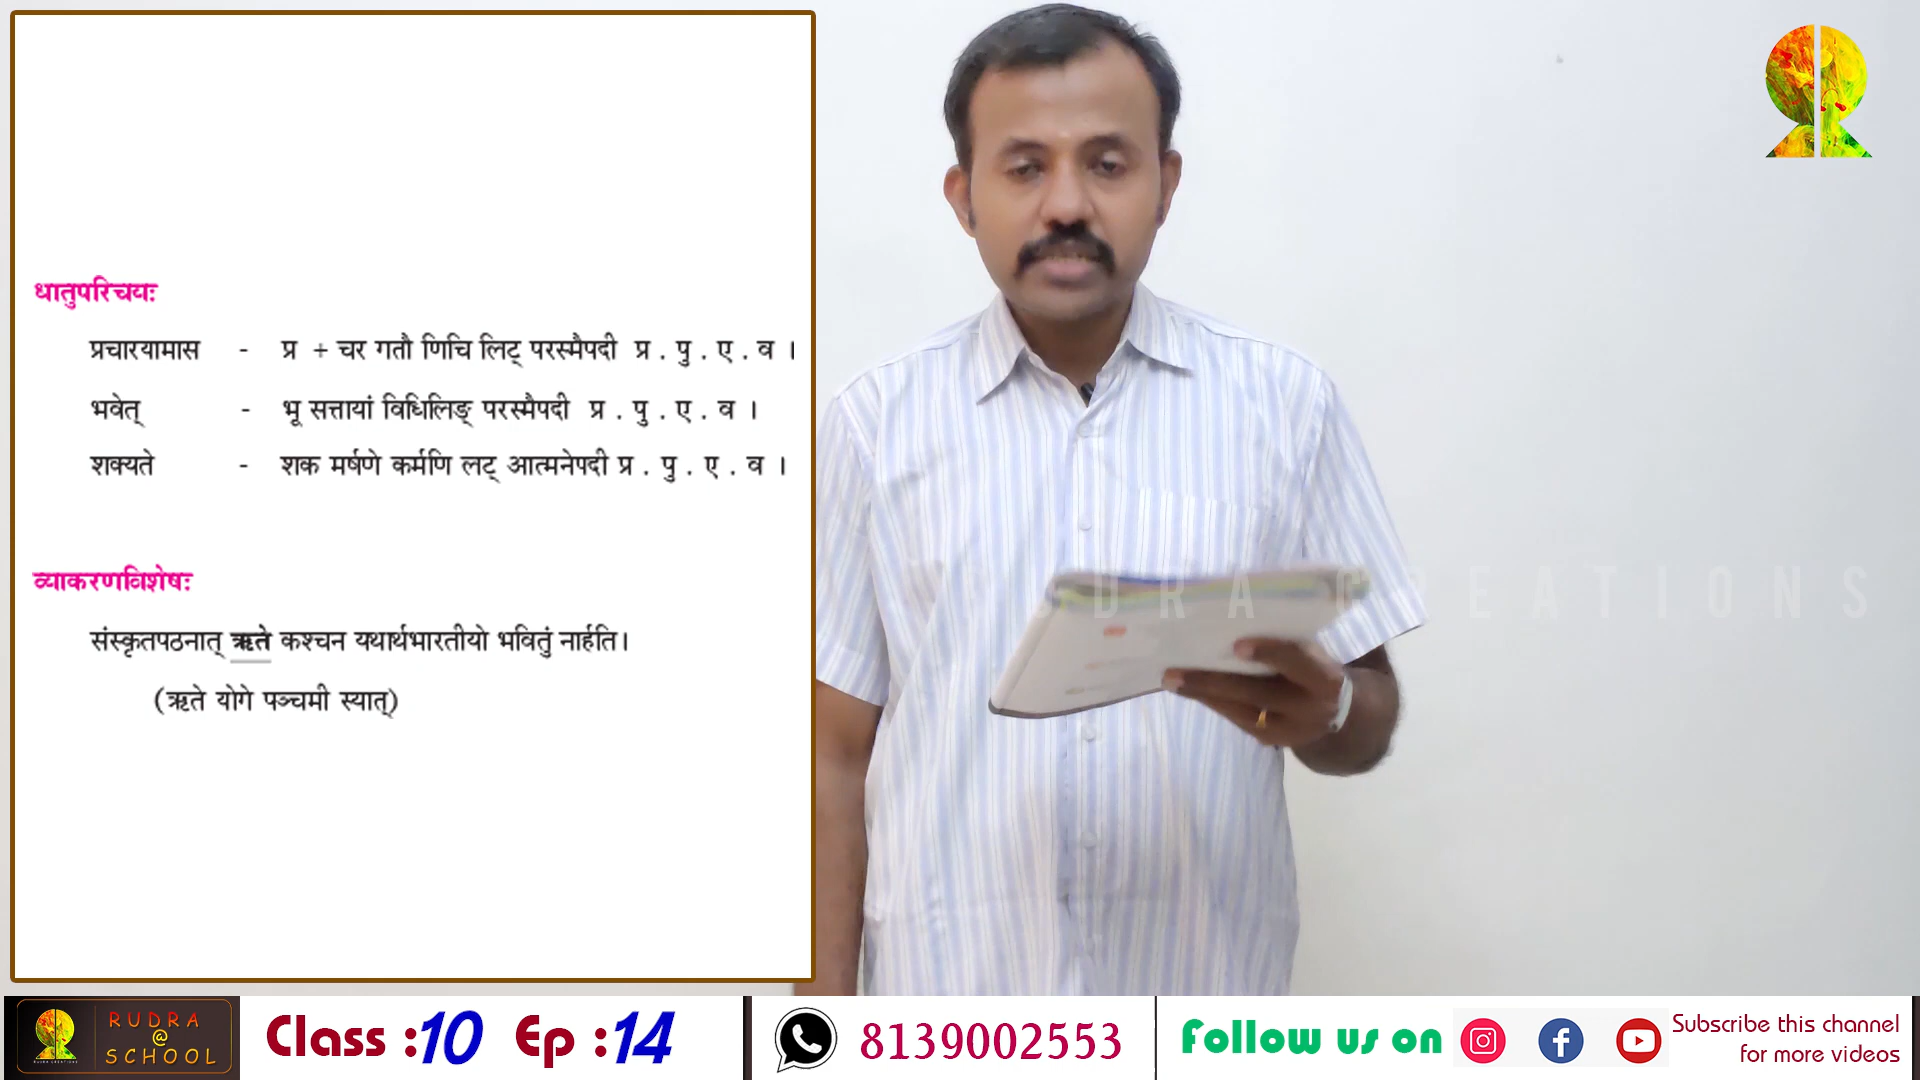 धातुपरिचयः
प्रचारयामास - प्र + चर गतौ णिचि लिट् परस्मैपदी प्र . पु . ए . व ।
भवेत् - भू सत्तायां विधिलिङ् परस्मैपदी प्र . पु . ए . व ।
शक्यते - शक मर्षणे कर्मणि लट् आत्मनेपदी प्र . पु . ए . व ।
व्याकरणविशेषः
संस्कृतपठनात् ऋते कश्चन यथार्थभारतीयो भवितुं नार्हति।
(ऋते योगे पञ्चमी स्यात्)
RUDRA CREATIONS
RUDRA
@
SCHOOL
Class :10 Ep :14
8139002553
Follow us on
Subscribe this channel
for more videos